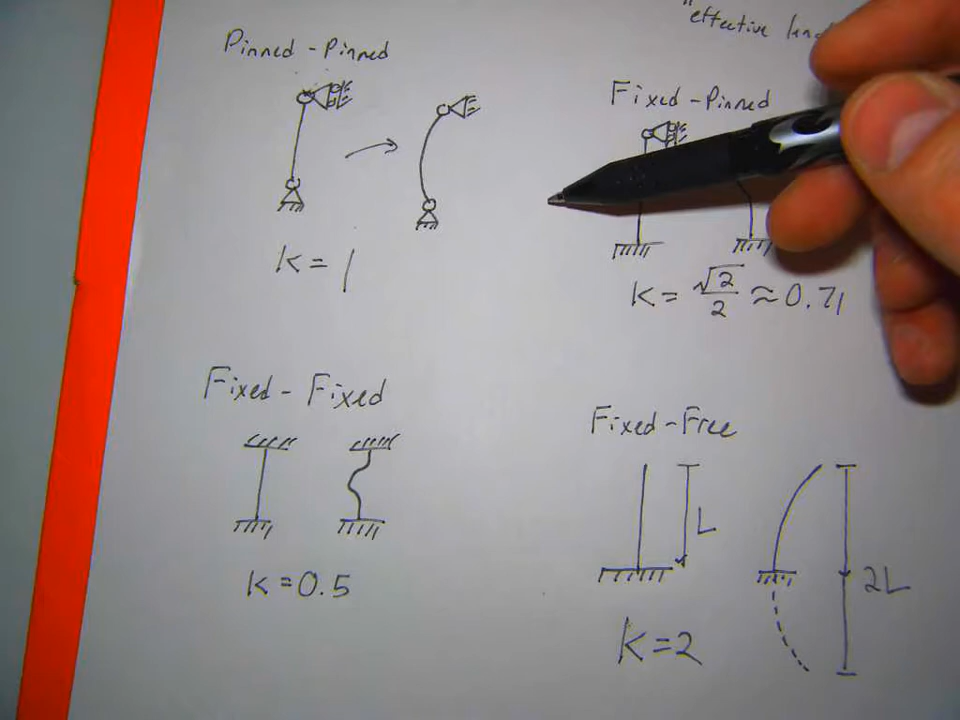 "effective
Pinned - Pinned
Fixed - Pinned
K = 1
K = √2/2 ≈ 0.71
Fixed - Fixed
Fixed - Free
L
2L
K = 0.5
K = 2